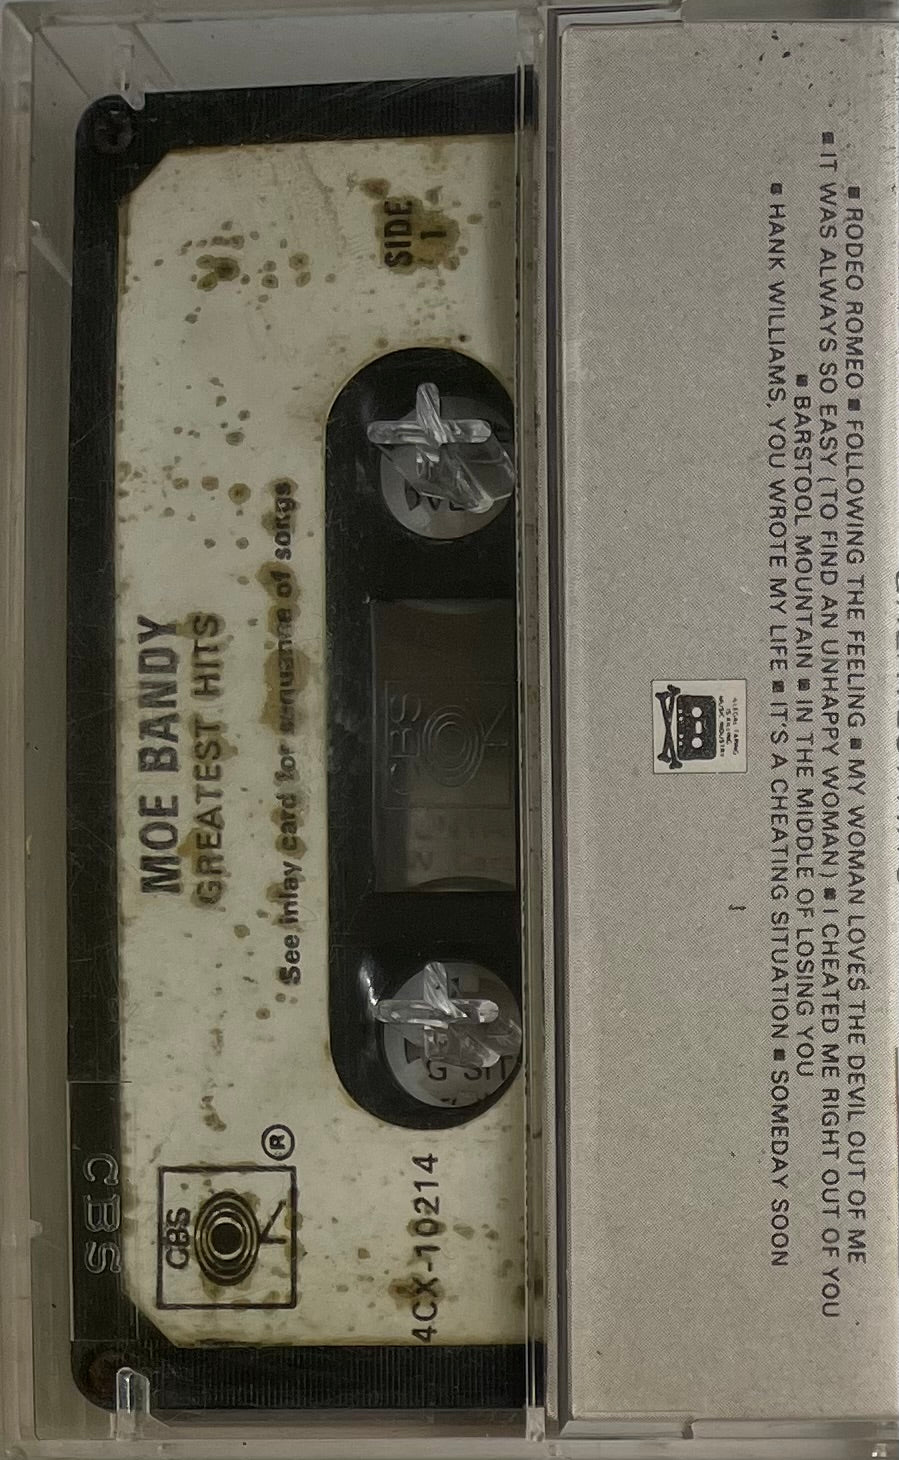 MOE BANDY
GREATEST HITS
See inlay card for sequence of songs
SIDE
1
4CX-10214
CBS
®
CBS
CBS
■ RODEO ROMEO ■ FOLLOWING THE FEELING ■ MY WOMAN LOVES THE DEVIL OUT OF ME
■ IT WAS ALWAYS SO EASY (TO FIND AN UNHAPPY WOMAN) ■ I CHEATED ME RIGHT OUT OF YOU
■ BARSTOOL MOUNTAIN ■ IN THE MIDDLE OF LOSING YOU
■ HANK WILLIAMS, YOU WROTE MY LIFE ■ IT'S A CHEATING SITUATION ■ SOMEDAY SOON